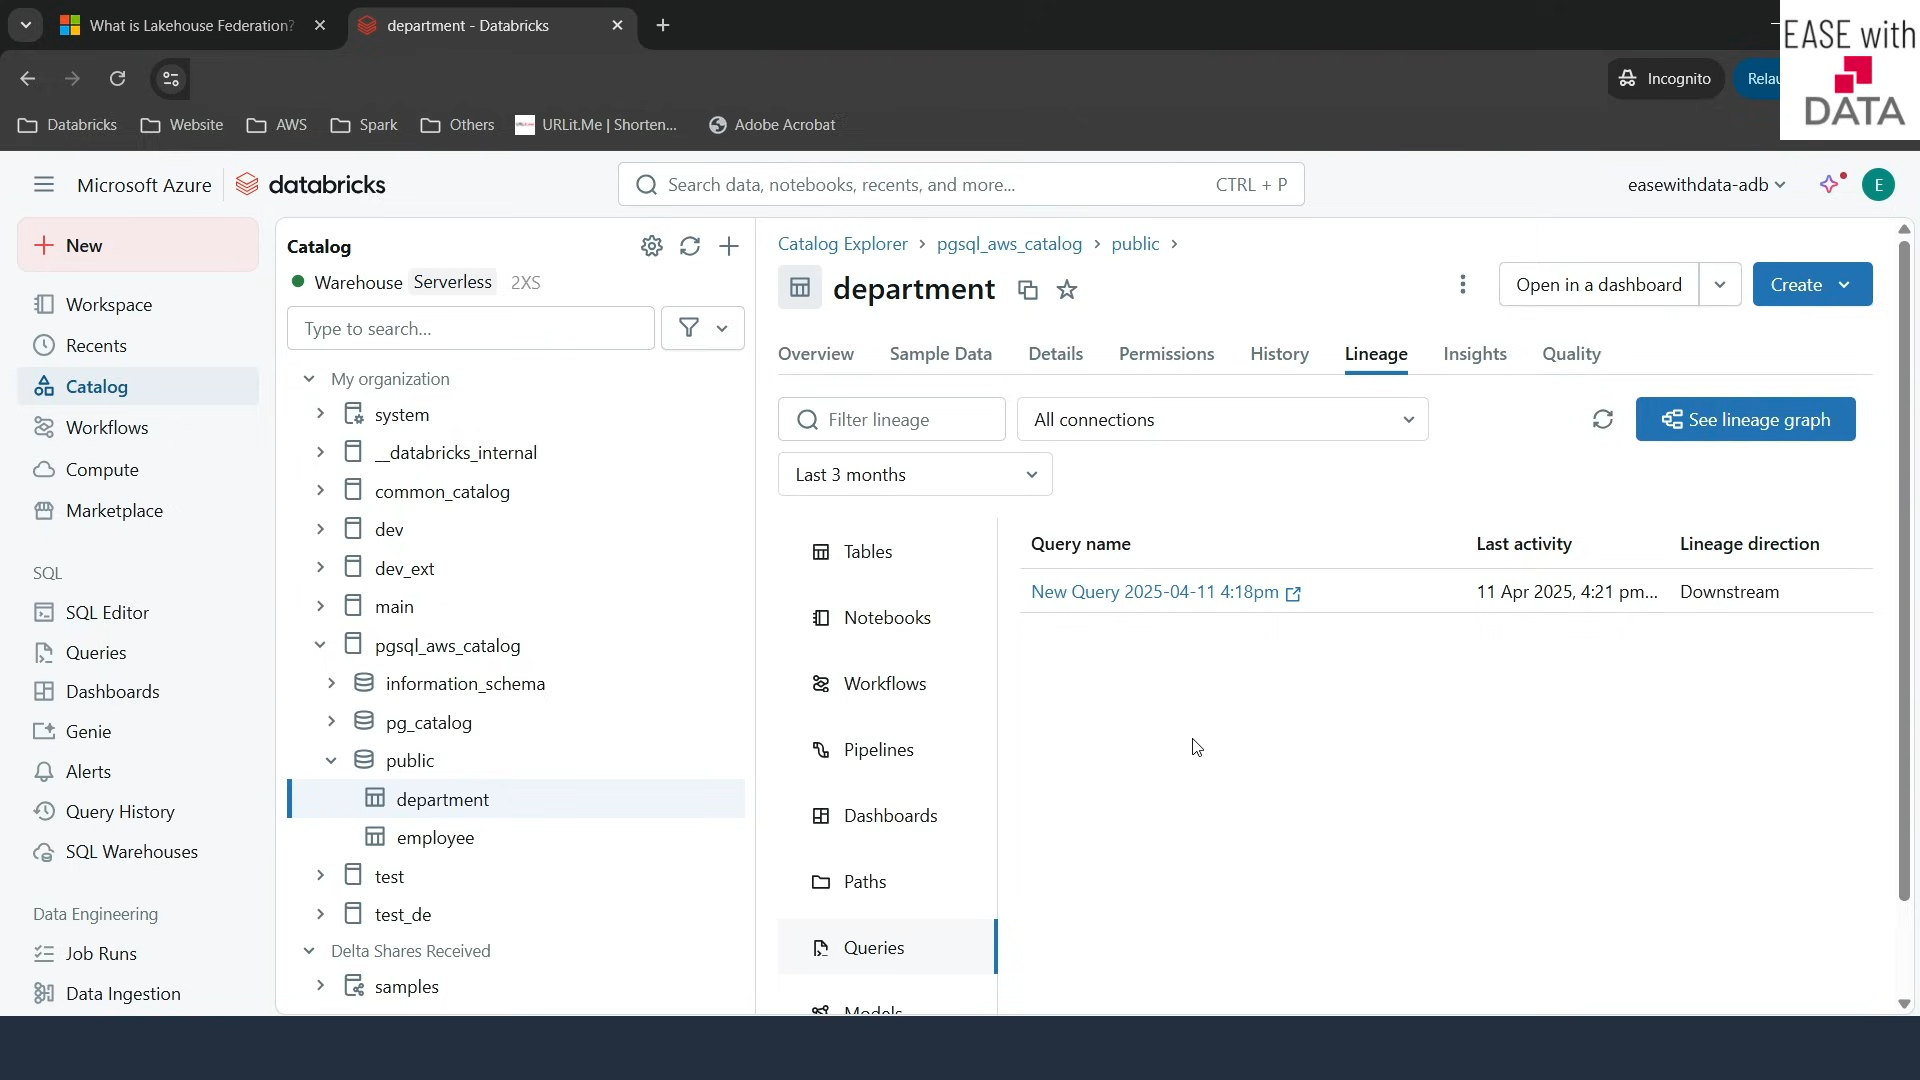 What is Lakehouse Federation?
department - Databricks
EASE with
DATA
Incognito
Databricks
Website
AWS
Spark
Others
URLit.Me | Shorten...
Adobe Acrobat
Microsoft Azure
databricks
Search data, notebooks, recents, and more...
CTRL + P
easewithdata-adb
E
New
Workspace
Recents
Catalog
Workflows
Compute
Marketplace
SQL
SQL Editor
Queries
Dashboards
Genie
Alerts
Query History
SQL Warehouses
Data Engineering
Job Runs
Data Ingestion
Catalog
Warehouse Serverless 2XS
Type to search...
My organization
system
__databricks_internal
common_catalog
dev
dev_ext
main
pgsql_aws_catalog
information_schema
pg_catalog
public
department
employee
test
test_de
Delta Shares Received
samples
Catalog Explorer > pgsql_aws_catalog > public >
department
Open in a dashboard
Create
Overview
Sample Data
Details
Permissions
History
Lineage
Insights
Quality
Filter lineage
All connections
See lineage graph
Last 3 months
Tables
Notebooks
Workflows
Pipelines
Dashboards
Paths
Queries
Models
Query name
Last activity
Lineage direction
New Query 2025-04-11 4:18pm
11 Apr 2025, 4:21 pm...
Downstream